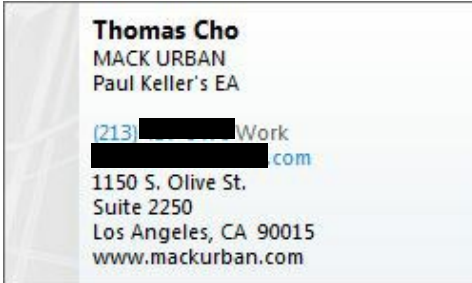 Thomas Cho
MACK URBAN
Paul Keller's EA
(213) Work
.com
1150 S. Olive St.
Suite 2250
Los Angeles, CA 90015
www.mackurban.com